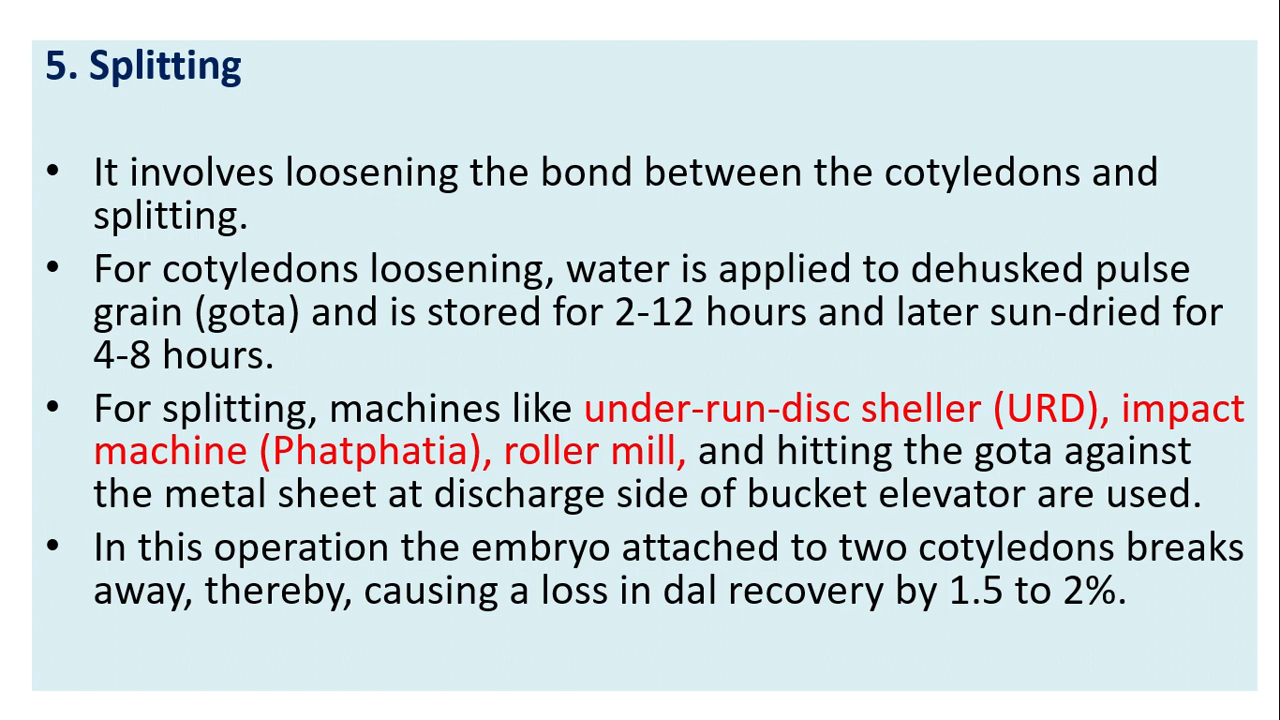 5. Splitting
• It involves loosening the bond between the cotyledons and
splitting.
• For cotyledons loosening, water is applied to dehusked pulse
grain (gota) and is stored for 2-12 hours and later sun-dried for
4-8 hours.
• For splitting, machines like under-run-disc sheller (URD), impact
machine (Phatphatia), roller mill, and hitting the gota against
the metal sheet at discharge side of bucket elevator are used.
• In this operation the embryo attached to two cotyledons breaks
away, thereby, causing a loss in dal recovery by 1.5 to 2%.